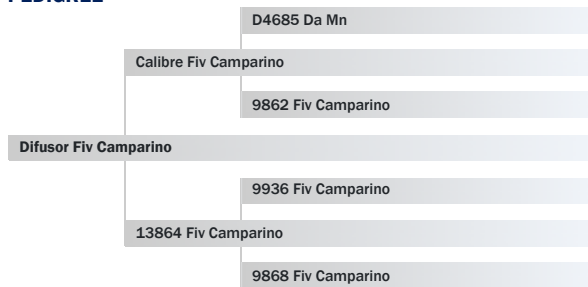 D4685 Da Mn
Calibre Fiv Camparino
9862 Fiv Camparino
Difusor Fiv Camparino
9936 Fiv Camparino
13864 Fiv Camparino
9868 Fiv Camparino